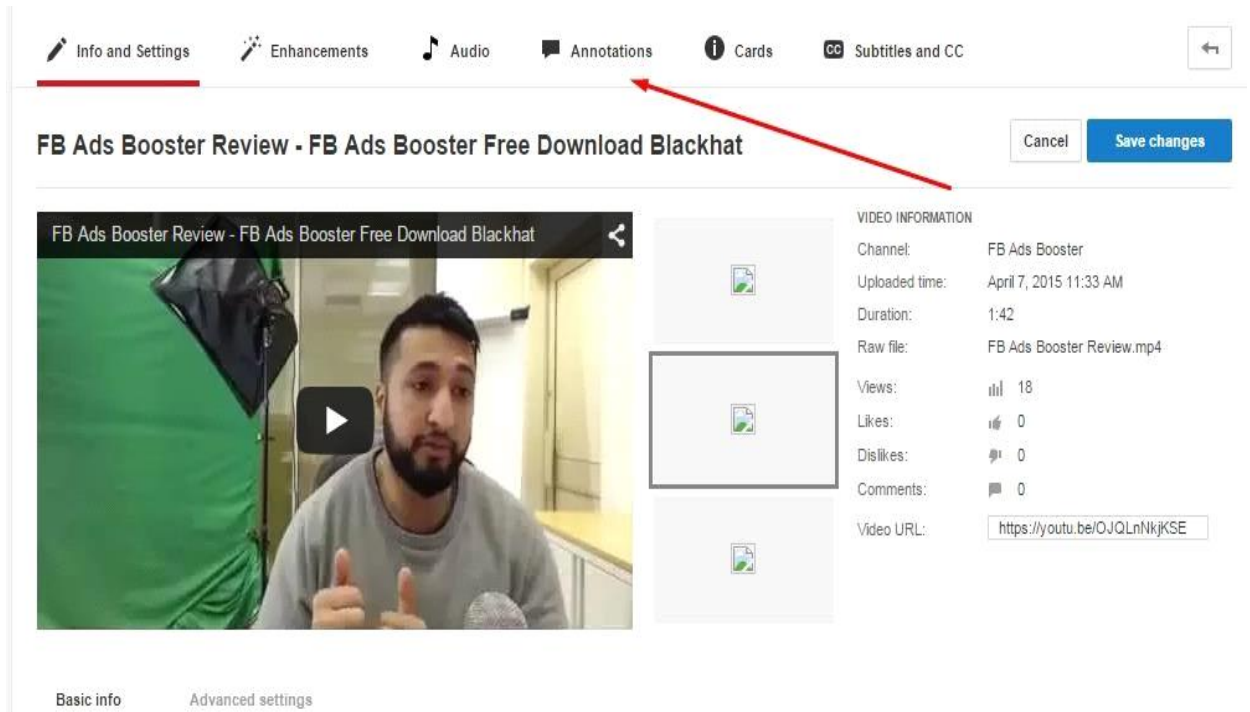 Info and Settings Enhancements Audio Annotations Cards CC Subtitles and CC
FB Ads Booster Review - FB Ads Booster Free Download Blackhat
Cancel Save changes
FB Ads Booster Review - FB Ads Booster Free Download Blackhat
VIDEO INFORMATION
Channel: FB Ads Booster
Uploaded time: April 7, 2015 11:33 AM
Duration: 1:42
Raw file: FB Ads Booster Review.mp4
Views: 18
Likes: 0
Dislikes: 0
Comments: 0
Video URL: https://youtu.be/OJQLnNkjKSE
Basic info Advanced settings